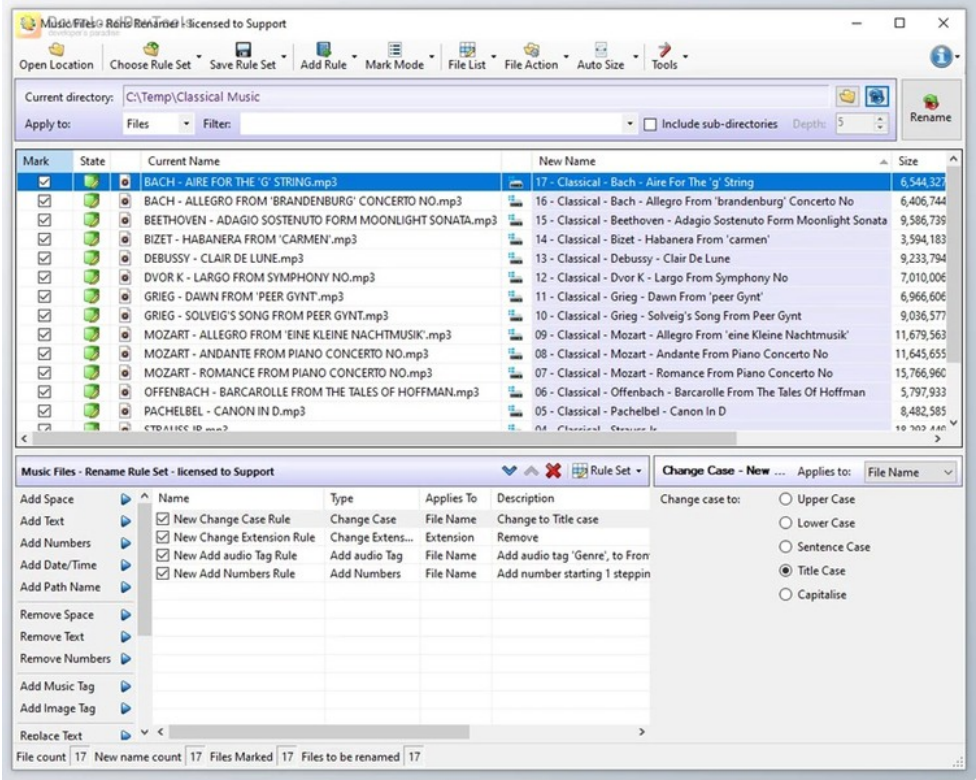 Music Files - Rons Renamer - licensed to Support
developer's paradise
Open Location Choose Rule Set Save Rule Set Add Rule Mark Mode File List File Action Auto Size Tools
Current directory: C:\Temp\Classical Music
Rename
Apply to: Files Filter: Include sub-directories Depth: 5
Mark State Current Name New Name Size
BACH - AIRE FOR THE 'G' STRING.mp3 17 - Classical - Bach - Aire For The 'g' String 6,544,327
BACH - ALLEGRO FROM 'BRANDENBURG' CONCERTO NO.mp3 16 - Classical - Bach - Allegro From 'brandenburg' Concerto No 6,406,744
BEETHOVEN - ADAGIO SOSTENUTO FORM MOONLIGHT SONATA.mp3 15 - Classical - Beethoven - Adagio Sostenuto Form Moonlight Sonata 9,586,739
BIZET - HABANERA FROM 'CARMEN'.mp3 14 - Classical - Bizet - Habanera From 'carmen' 3,594,183
DEBUSSY - CLAIR DE LUNE.mp3 13 - Classical - Debussy - Clair De Lune 9,233,794
DVOR K - LARGO FROM SYMPHONY NO.mp3 12 - Classical - Dvor K - Largo From Symphony No 7,010,006
GRIEG - DAWN FROM 'PEER GYNT'.mp3 11 - Classical - Grieg - Dawn From 'peer Gynt' 6,966,606
GRIEG - SOLVEIG'S SONG FROM PEER GYNT.mp3 10 - Classical - Grieg - Solveig's Song From Peer Gynt 9,036,577
MOZART - ALLEGRO FROM 'EINE KLEINE NACHTMUSIK'.mp3 09 - Classical - Mozart - Allegro From 'eine Kleine Nachtmusik' 11,679,563
MOZART - ANDANTE FROM PIANO CONCERTO NO.mp3 08 - Classical - Mozart - Andante From Piano Concerto No 11,645,655
MOZART - ROMANCE FROM PIANO CONCERTO NO.mp3 07 - Classical - Mozart - Romance From Piano Concerto No 15,766,960
OFFENBACH - BARCAROLLE FROM THE TALES OF HOFFMAN.mp3 06 - Classical - Offenbach - Barcarolle From The Tales Of Hoffman 5,797,933
PACHELBEL - CANON IN D.mp3 05 - Classical - Pachelbel - Canon In D 8,482,585
STRAUSS JR.mp3 04 - Classical - Strauss Jr
Music Files - Rename Rule Set - licensed to Support Rule Set Change Case - New ... Applies to: File Name
Add Space Name Type Applies To Description Change case to: Upper Case
Add Text New Change Case Rule Change Case File Name Change to Title case Lower Case
Add Numbers New Change Extension Rule Change Extens... Extension Remove Sentence Case
Add Date/Time New Add audio Tag Rule Add audio Tag File Name Add audio tag 'Genre', to Fron Title Case
Add Path Name New Add Numbers Rule Add Numbers File Name Add number starting 1 steppin Capitalise
Remove Space
Remove Text
Remove Numbers
Add Music Tag
Add Image Tag
Replace Text
File count 17 New name count 17 Files Marked 17 Files to be renamed 17